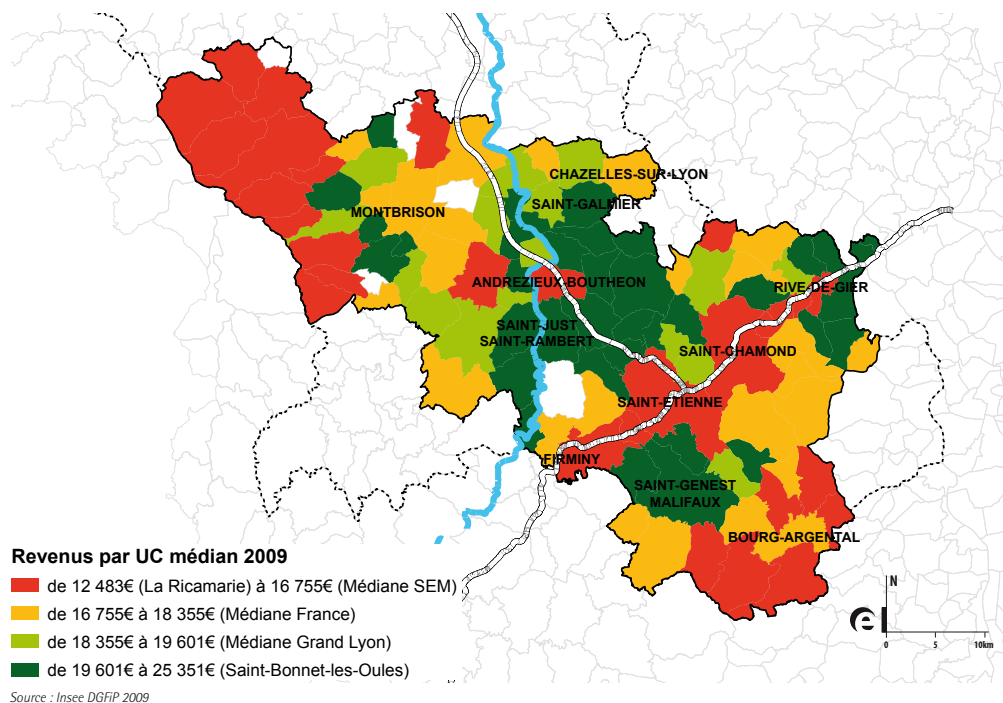 CHAZELLES-SUR-LYON
SAINT-GALMIER
MONTBRISON
ANDREZIEUX-BOUTHEON
RIVE-DE-GIER
SAINT-JUST
SAINT-RAMBERT
SAINT-CHAMOND
SAINT-ETIENNE
FIRMINY
SAINT-GENEST
MALIFAUX
BOURG-ARGENTAL
Revenus par UC médian 2009
de 12 483€ (La Ricamarie) à 16 755€ (Médiane SEM)
de 16 755€ à 18 355€ (Médiane France)
de 18 355€ à 19 601€ (Médiane Grand Lyon)
de 19 601€ à 25 351€ (Saint-Bonnet-les-Oules)
Source : Insee DGFiP 2009
N
0 5 10km